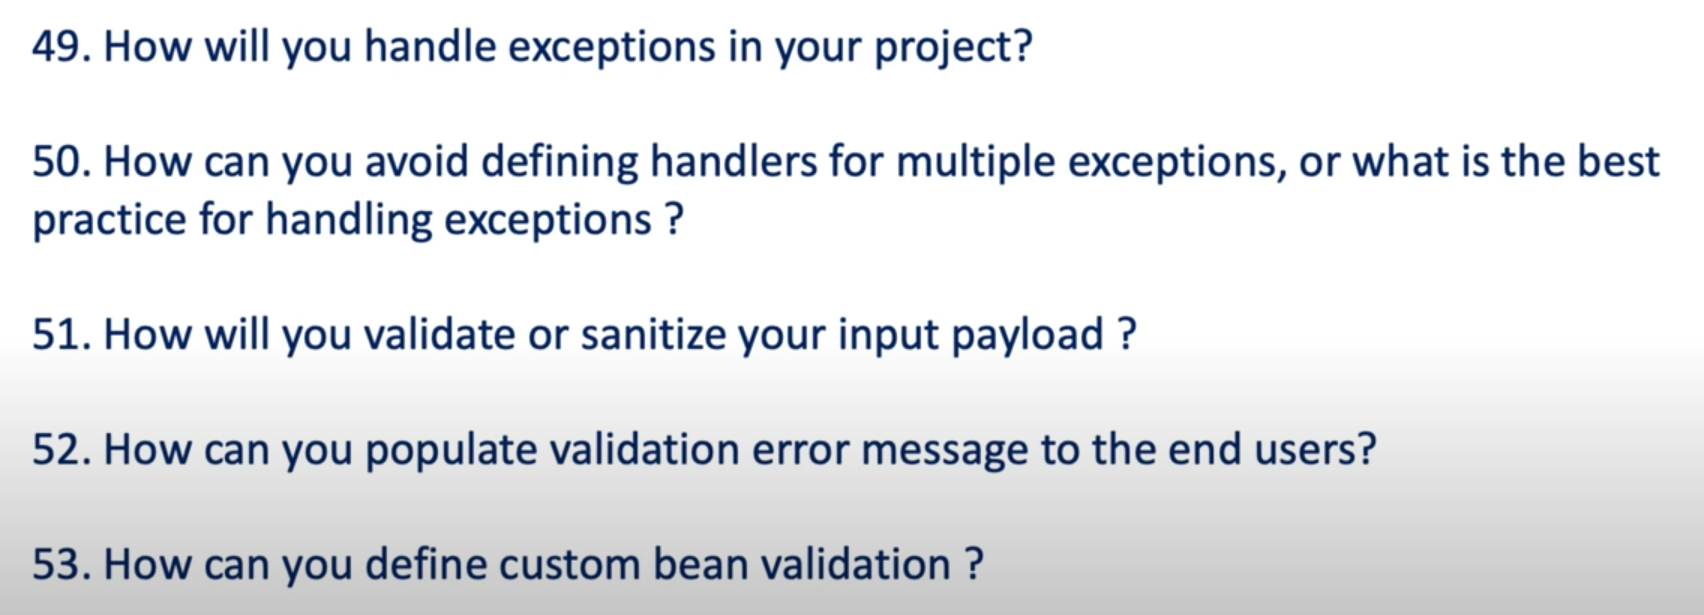 49. How will you handle exceptions in your project?
50. How can you avoid defining handlers for multiple exceptions, or what is the best
practice for handling exceptions ?
51. How will you validate or sanitize your input payload ?
52. How can you populate validation error message to the end users?
53. How can you define custom bean validation ?